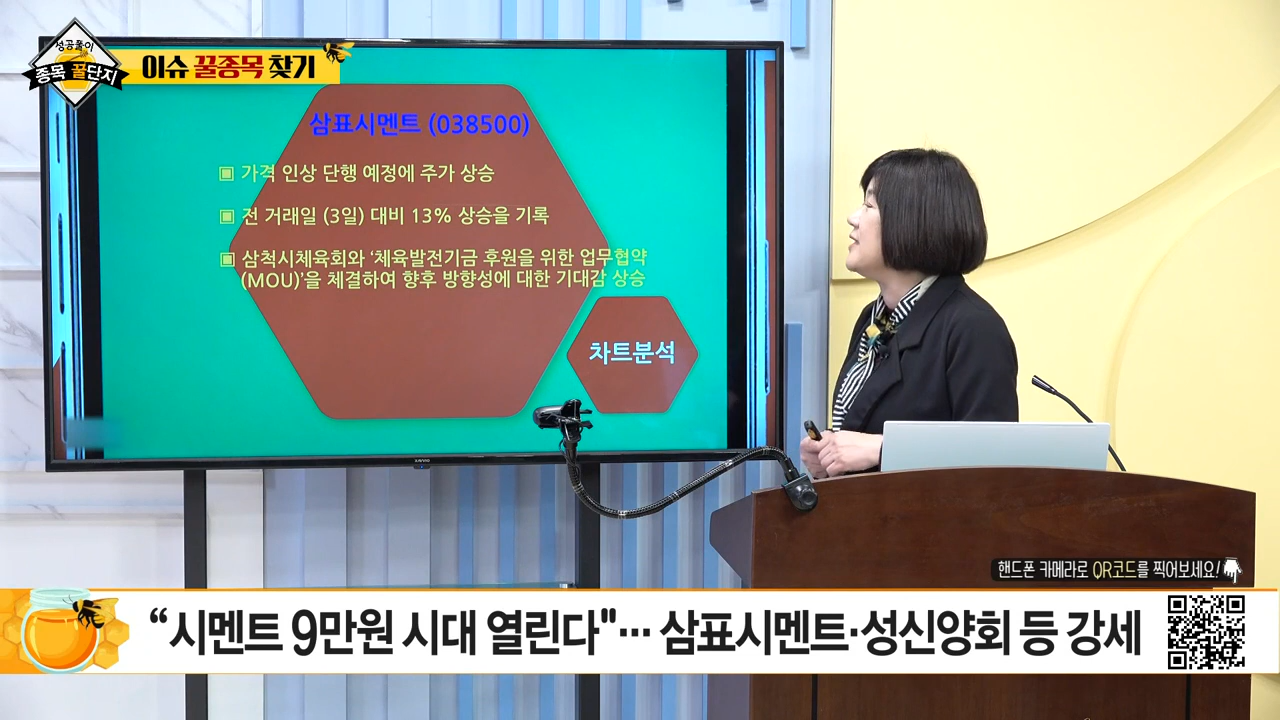 성공폴이
종목 꿀단지
이슈 꿀종목 찾기
삼표시멘트 (038500)
▣ 가격 인상 단행 예정에 주가 상승
▣ 전 거래일 (3일) 대비 13% 상승을 기록
▣ 삼척시체육회와 ‘체육발전기금 후원을 위한 업무협약
(MOU)’을 체결하여 향후 방향성에 대한 기대감 상승
차트분석
핸드폰 카메라로 QR코드를 찍어보세요!
“시멘트 9만원 시대 열린다"… 삼표시멘트·성신양회 등 강세